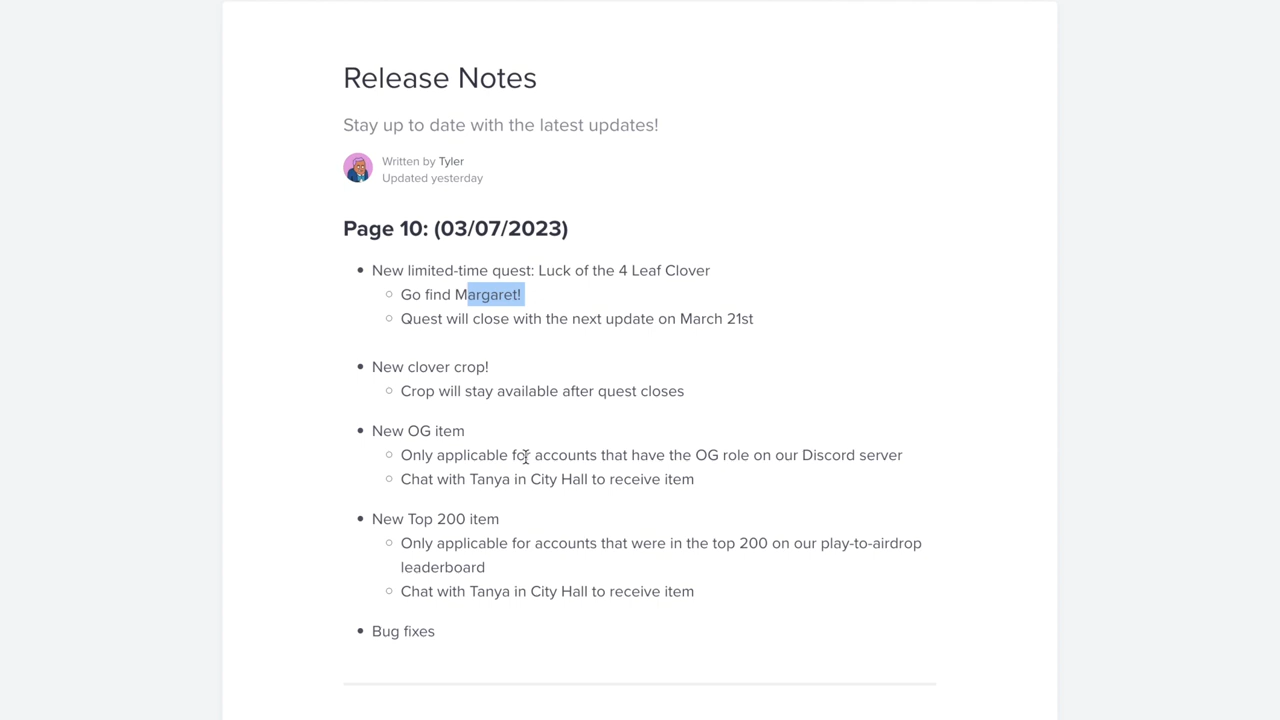 Release Notes
Stay up to date with the latest updates!
Written by Tyler
Updated yesterday
Page 10: (03/07/2023)
New limited-time quest: Luck of the 4 Leaf Clover
Go find Margaret!
Quest will close with the next update on March 21st
New clover crop!
Crop will stay available after quest closes
New OG item
Only applicable for accounts that have the OG role on our Discord server
Chat with Tanya in City Hall to receive item
New Top 200 item
Only applicable for accounts that were in the top 200 on our play-to-airdrop
leaderboard
Chat with Tanya in City Hall to receive item
Bug fixes